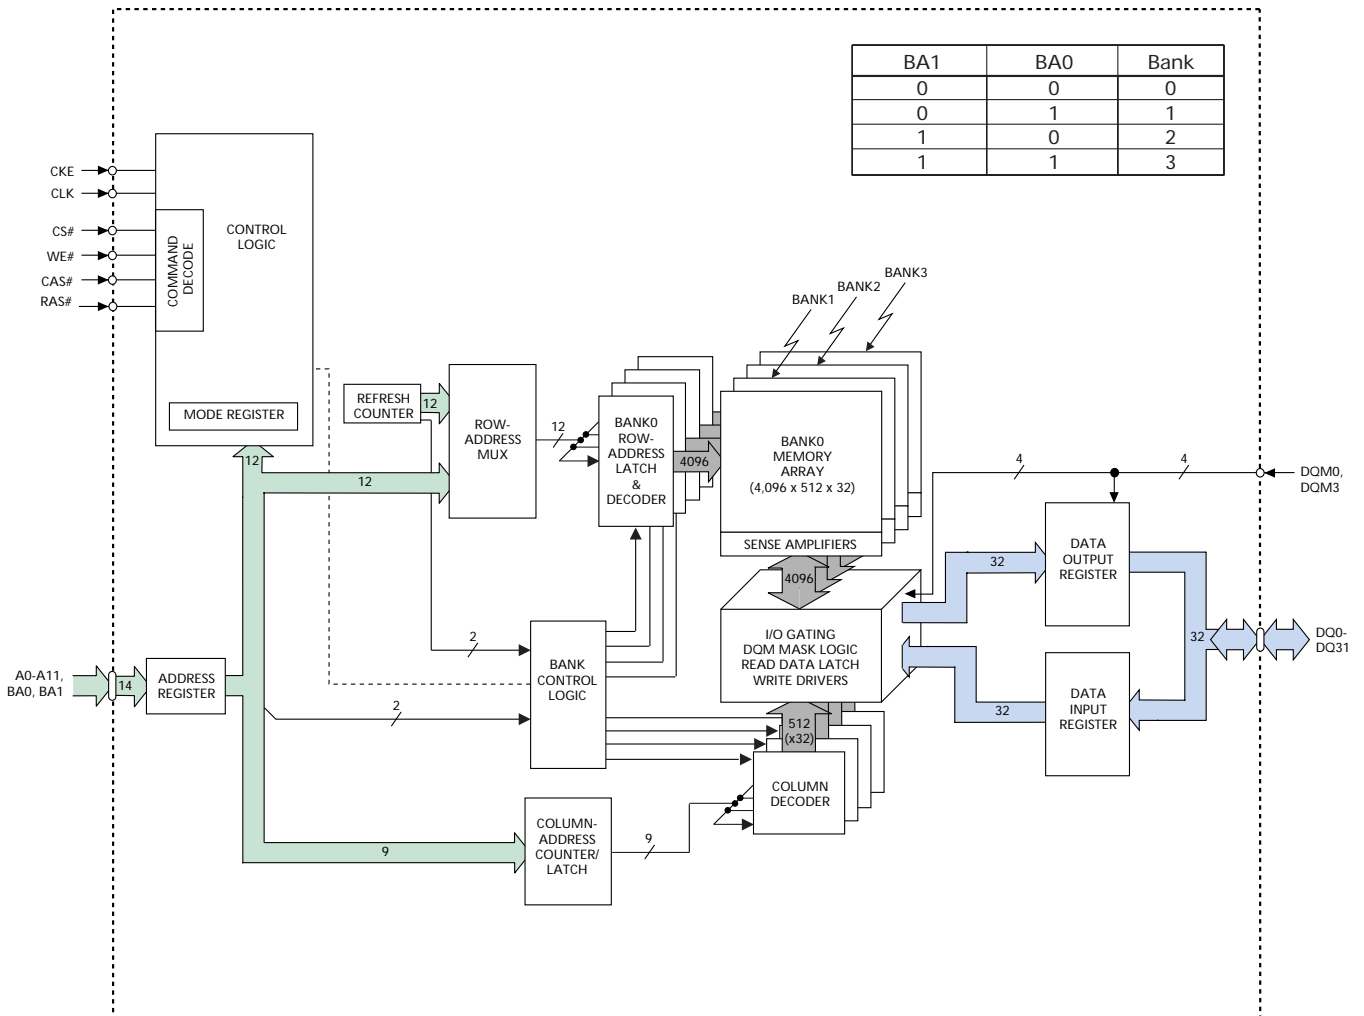 BA1 BA0 Bank
0 0 0
0 1 1
1 0 2
1 1 3
CKE
CLK
CS#
WE#
CAS#
RAS#
CONTROL
LOGIC
COMMAND
DECODE
MODE REGISTER
12
REFRESH
COUNTER
12
12
ROW-
ADDRESS
MUX
12
BANK0
ROW-
ADDRESS
LATCH
&
DECODER
4096
BANK1
BANK2
BANK3
BANK0
MEMORY
ARRAY
(4,096 x 512 x 32)
SENSE AMPLIFIERS
4096
I/O GATING
DQM MASK LOGIC
READ DATA LATCH
WRITE DRIVERS
4
4
DQM0,
DQM3
DATA
OUTPUT
REGISTER
32
32
DQ0-
DQ31
DATA
INPUT
REGISTER
32
A0-A11,
BA0, BA1
14
ADDRESS
REGISTER
2
2
BANK
CONTROL
LOGIC
512
(x32)
COLUMN
DECODER
9
COLUMN-
ADDRESS
COUNTER/
LATCH
9